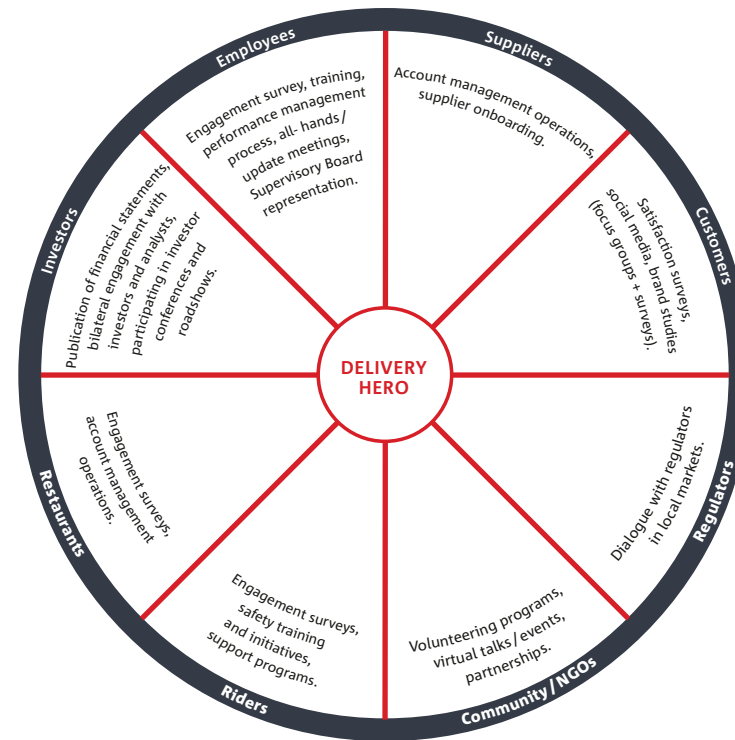 Employees
Engagement survey, training,
performance management
process, all- hands/
update meetings,
Supervisory Board
representation.
Suppliers
Account management operations,
supplier onboarding.
Customers
Satisfaction surveys,
social media, brand studies
(focus groups + surveys).
Regulators
Dialogue with regulators
in local markets.
Community/NGOs
Volunteering programs,
virtual talks/events,
partnerships.
Riders
Engagement surveys,
safety training
and initiatives,
support programs.
Restaurants
Engagement surveys,
account management
operations.
Investors
Publication of financial statements,
bilateral engagement with
investors and analysts,
participating in investor
conferences and
roadshows.
DELIVERY
HERO